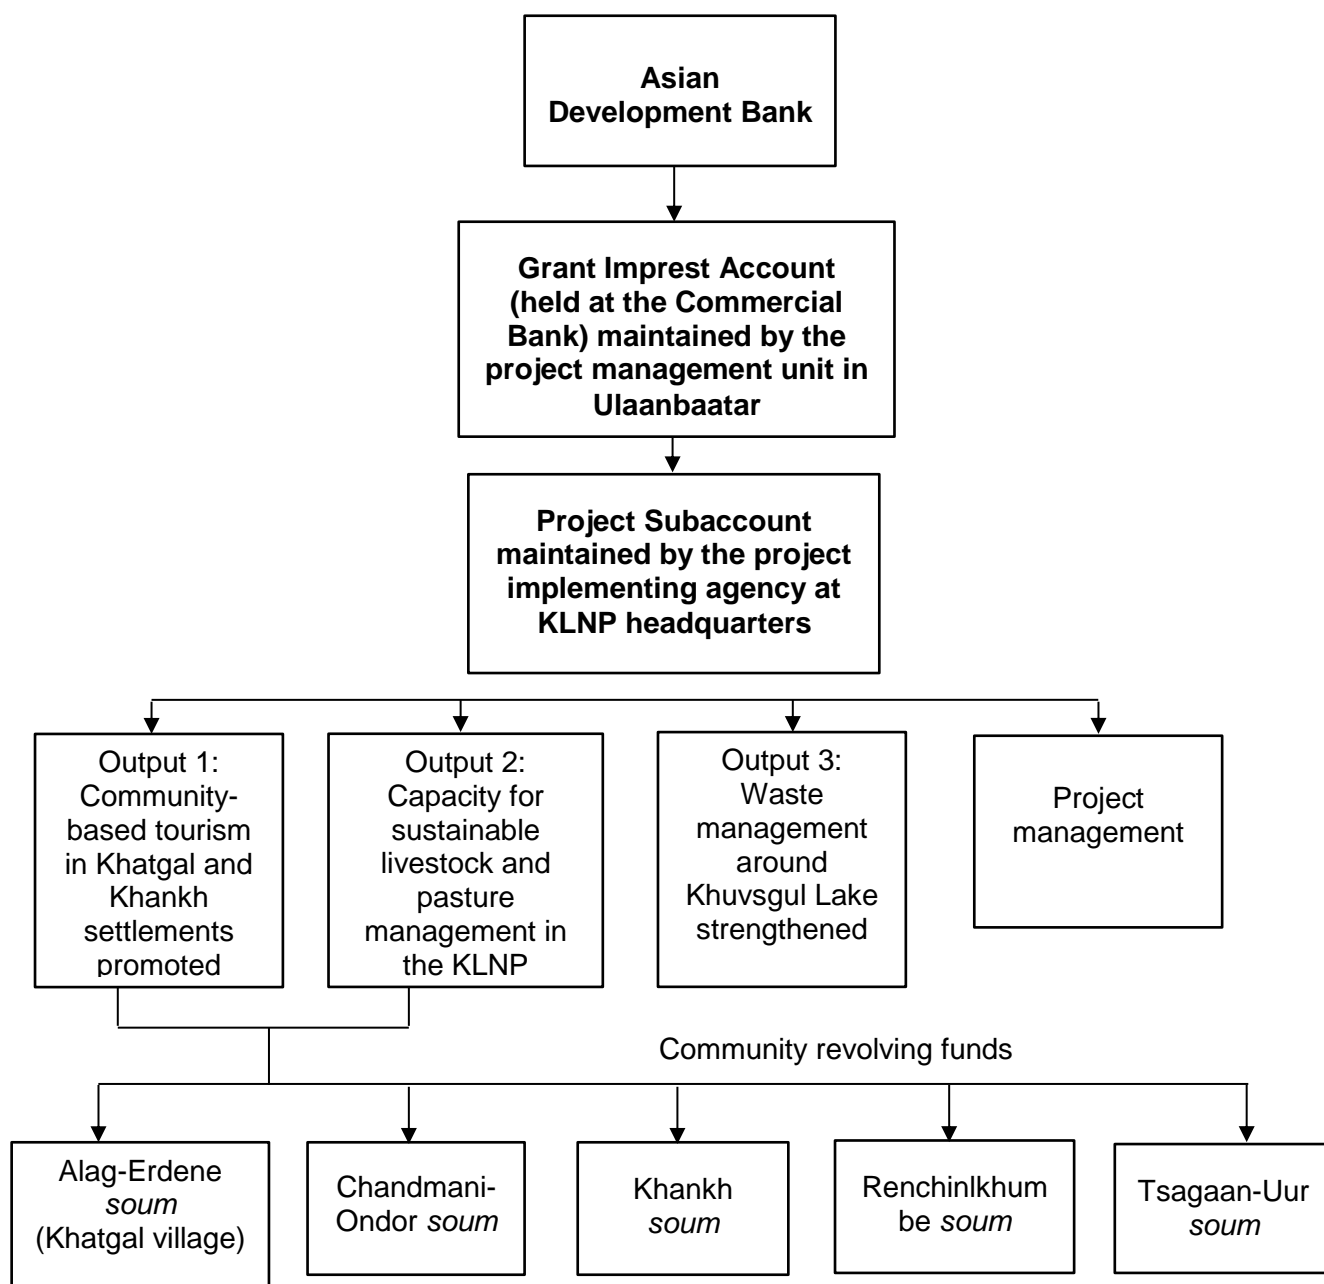 Asian
Development Bank
Grant Imprest Account
(held at the Commercial
Bank) maintained by the
project management unit in
Ulaanbaatar
Project Subaccount
maintained by the project
implementing agency at
KLNP headquarters
Output 1:
Community-
based tourism
in Khatgal and
Khankh
settlements
promoted
Output 2:
Capacity for
sustainable
livestock and
pasture
management in
the KLNP
Output 3:
Waste
management
around
Khuvsgul Lake
strengthened
Project
management
Community revolving funds
Alag-Erdene
soum
(Khatgal village)
Chandmani-
Ondor soum
Khankh
soum
Renchinlkhum
be soum
Tsagaan-Uur
soum